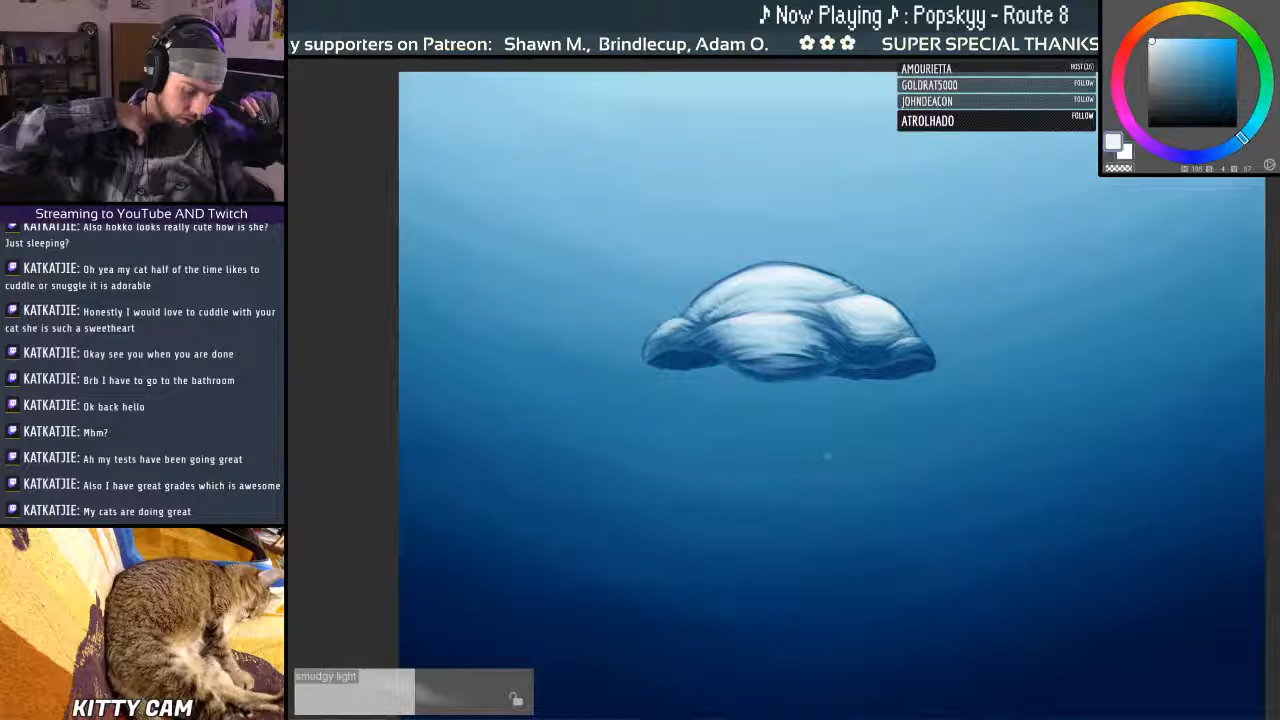 ♪ Now Playing ♪ : Popskyy - Route 8
y supporters on Patreon: Shawn M., Brindlecup, Adam O. ✿ ✿ ✿ SUPER SPECIAL THANKS
AMOURIETTA HOST (16)
GOLDRAT5000 FOLLOW
JOHNDEACON FOLLOW
ATROLHADO FOLLOW
Streaming to YouTube AND Twitch
KATKATJIE: Also hokko looks really cute how is she?
Just sleeping?
KATKATJIE: Oh yea my cat half of the time likes to
cuddle or snuggle it is adorable
KATKATJIE: Honestly I would love to cuddle with your
cat she is such a sweetheart
KATKATJIE: Okay see you when you are done
KATKATJIE: Brb I have to go to the bathroom
KATKATJIE: Ok back hello
KATKATJIE: Mhm?
KATKATJIE: Ah my tests have been going great
KATKATJIE: Also I have great grades which is awesome
KATKATJIE: My cats are doing great
smudgy light
KITTY CAM